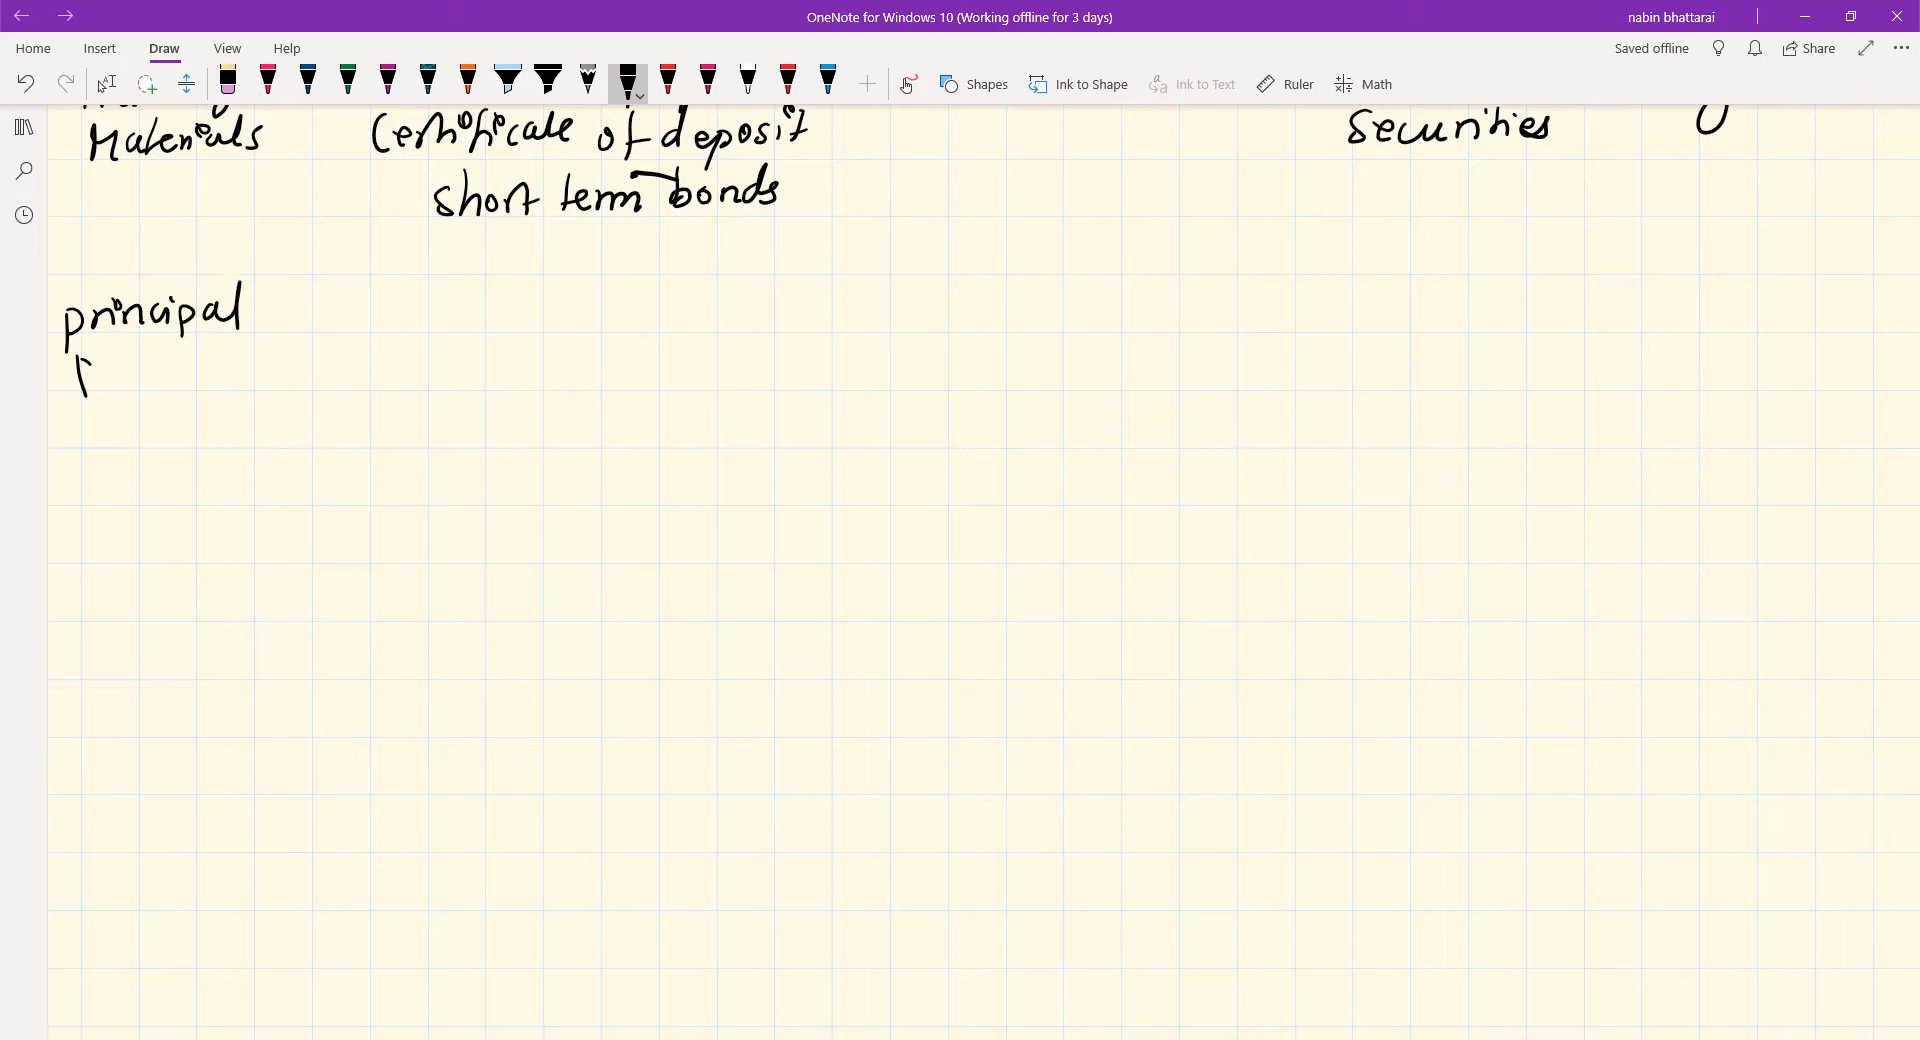 OneNote for Windows 10 (Working offline for 3 days)
nabin bhattarai
Home Insert Draw View Help
Saved offline Share
Shapes Ink to Shape Ink to Text Ruler Math
Materials Certificate of deposit Securities
short term bonds
principal